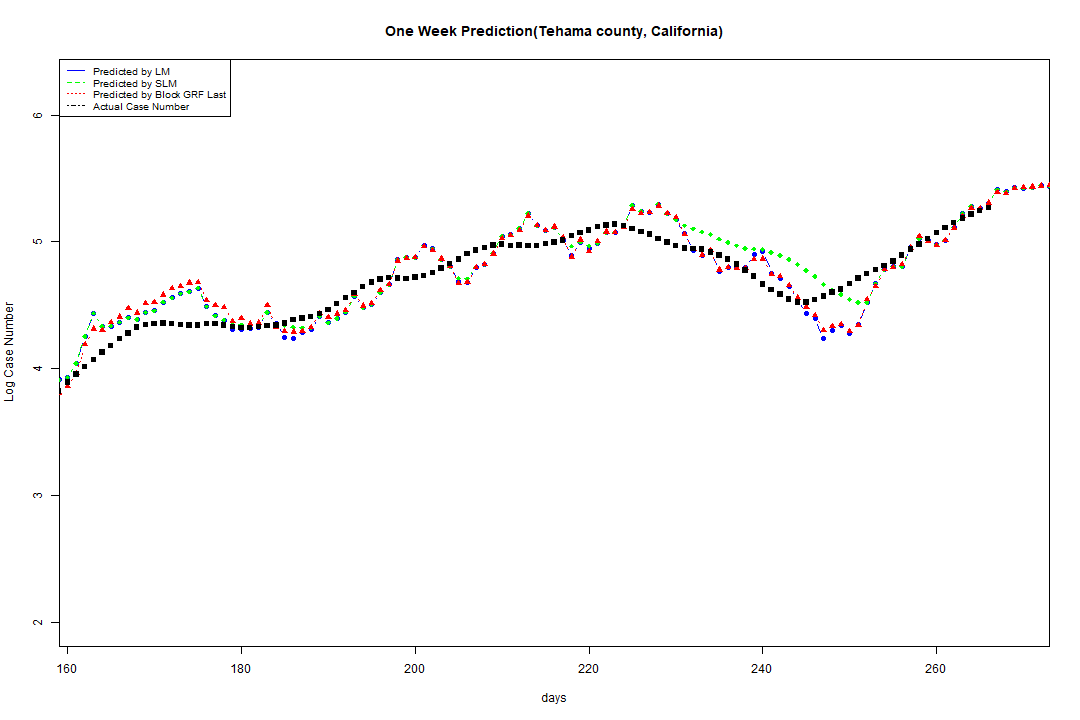 One Week Prediction(Tehama county, California)
Predicted by LM
Predicted by SLM
Predicted by Block GRF Last
Actual Case Number
6
5
4
3
2
Log Case Number
160 180 200 220 240 260
days